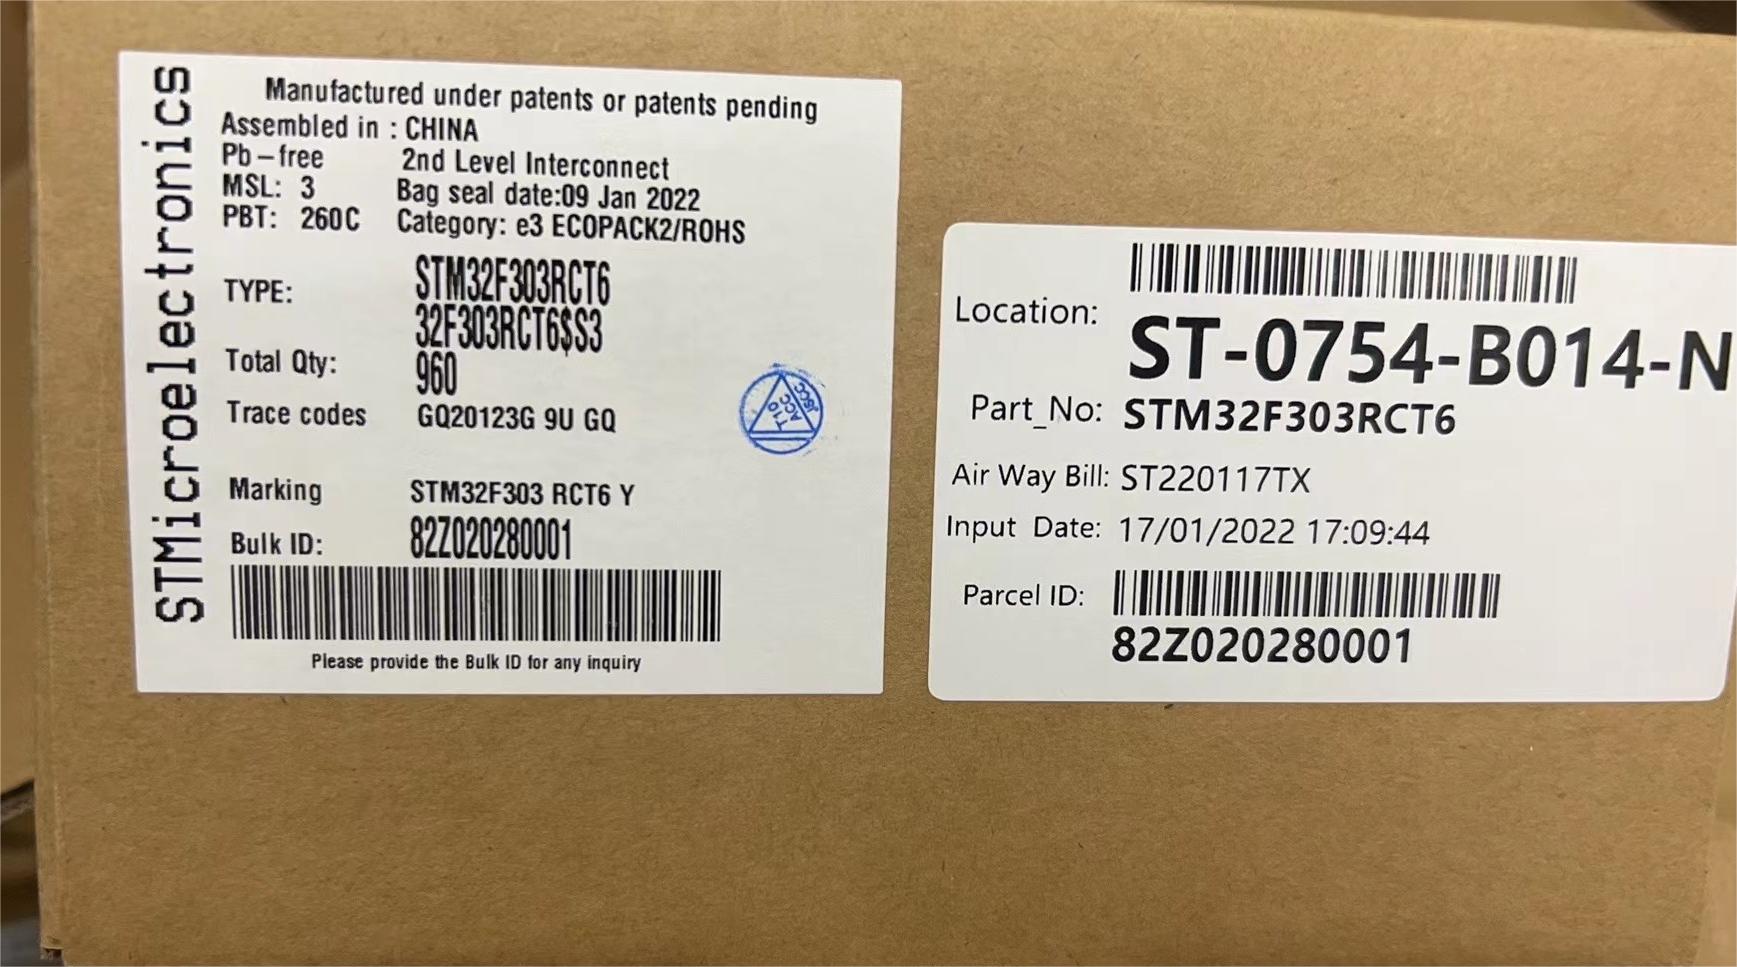 STMicroelectronics
Manufactured under patents or patents pending
Assembled in : CHINA
Pb-free 2nd Level Interconnect
MSL: 3 Bag seal date:09 Jan 2022
PBT: 260C Category: e3 ECOPACK2/ROHS
TYPE: STM32F303RCT6
32F303RCT6$S3
Total Qty: 960
Trace codes GQ20123G 9U GQ
Marking STM32F303 RCT6 Y
Bulk ID: 82Z020280001
Please provide the Bulk ID for any inquiry
JSCC
ACC
T10
Location: ST-0754-B014-N
Part_No: STM32F303RCT6
Air Way Bill: ST220117TX
Input Date: 17/01/2022 17:09:44
Parcel ID:
82Z020280001